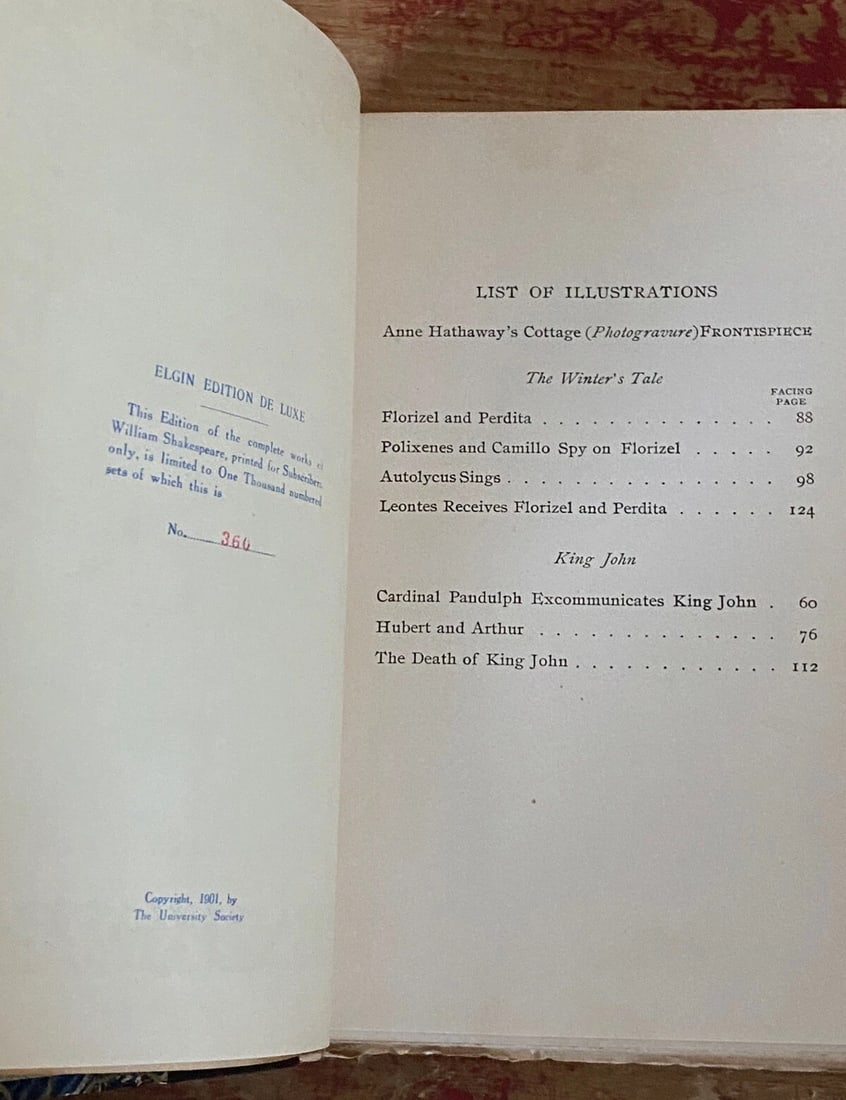 ELGIN EDITION DE LUXE
This Edition of the complete works of
William Shakespeare, printed for Subscribers
only, is limited to One Thousand numbered
sets of which this is
No. 360
Copyright, 1901, by
The University Society
LIST OF ILLUSTRATIONS
Anne Hathaway's Cottage (Photogravure) FRONTISPIECE
The Winter's Tale
FACING
PAGE
Florizel and Perdita . . . . . . . . . . . . . . 88
Polixenes and Camillo Spy on Florizel . . . . . 92
Autolycus Sings . . . . . . . . . . . . . . . . 98
Leontes Receives Florizel and Perdita . . . . . . 124
King John
Cardinal Pandulph Excommunicates King John . 60
Hubert and Arthur . . . . . . . . . . . . . . 76
The Death of King John . . . . . . . . . . . . 112